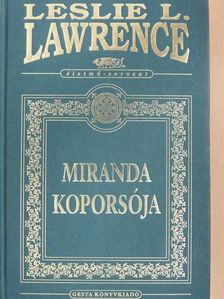 LESLIE L.
LAWRENCE
életmű-sorozat
MIRANDA
KOPORSÓJA
GESTA KÖNYVKIADÓ